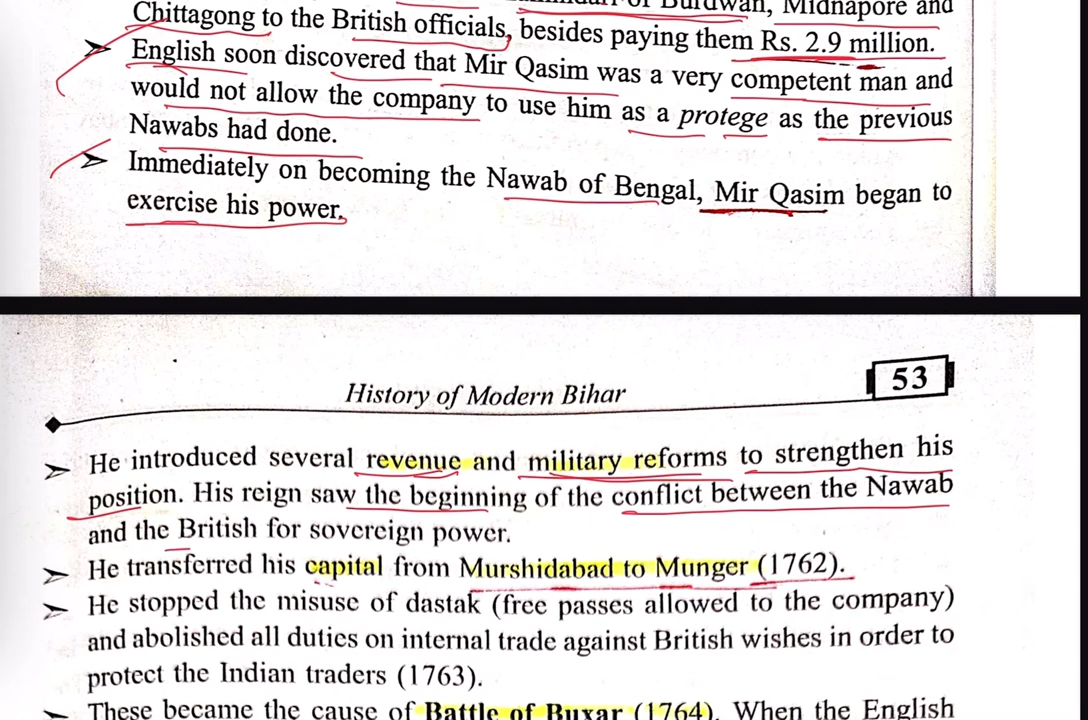 Burdwan, Midnapore and
Chittagong to the British officials, besides paying them Rs. 2.9 million.
➤ English soon discovered that Mir Qasim was a very competent man and
would not allow the company to use him as a protege as the previous
Nawabs had done.
➤ Immediately on becoming the Nawab of Bengal, Mir Qasim began to
exercise his power.
History of Modern Bihar
53
➤ He introduced several revenue and military reforms to strengthen his
position. His reign saw the beginning of the conflict between the Nawab
and the British for sovereign power.
➤ He transferred his capital from Murshidabad to Munger (1762).
➤ He stopped the misuse of dastak (free passes allowed to the company)
and abolished all duties on internal trade against British wishes in order to
protect the Indian traders (1763).
➤ These became the cause of Battle of Buxar (1764). When the English